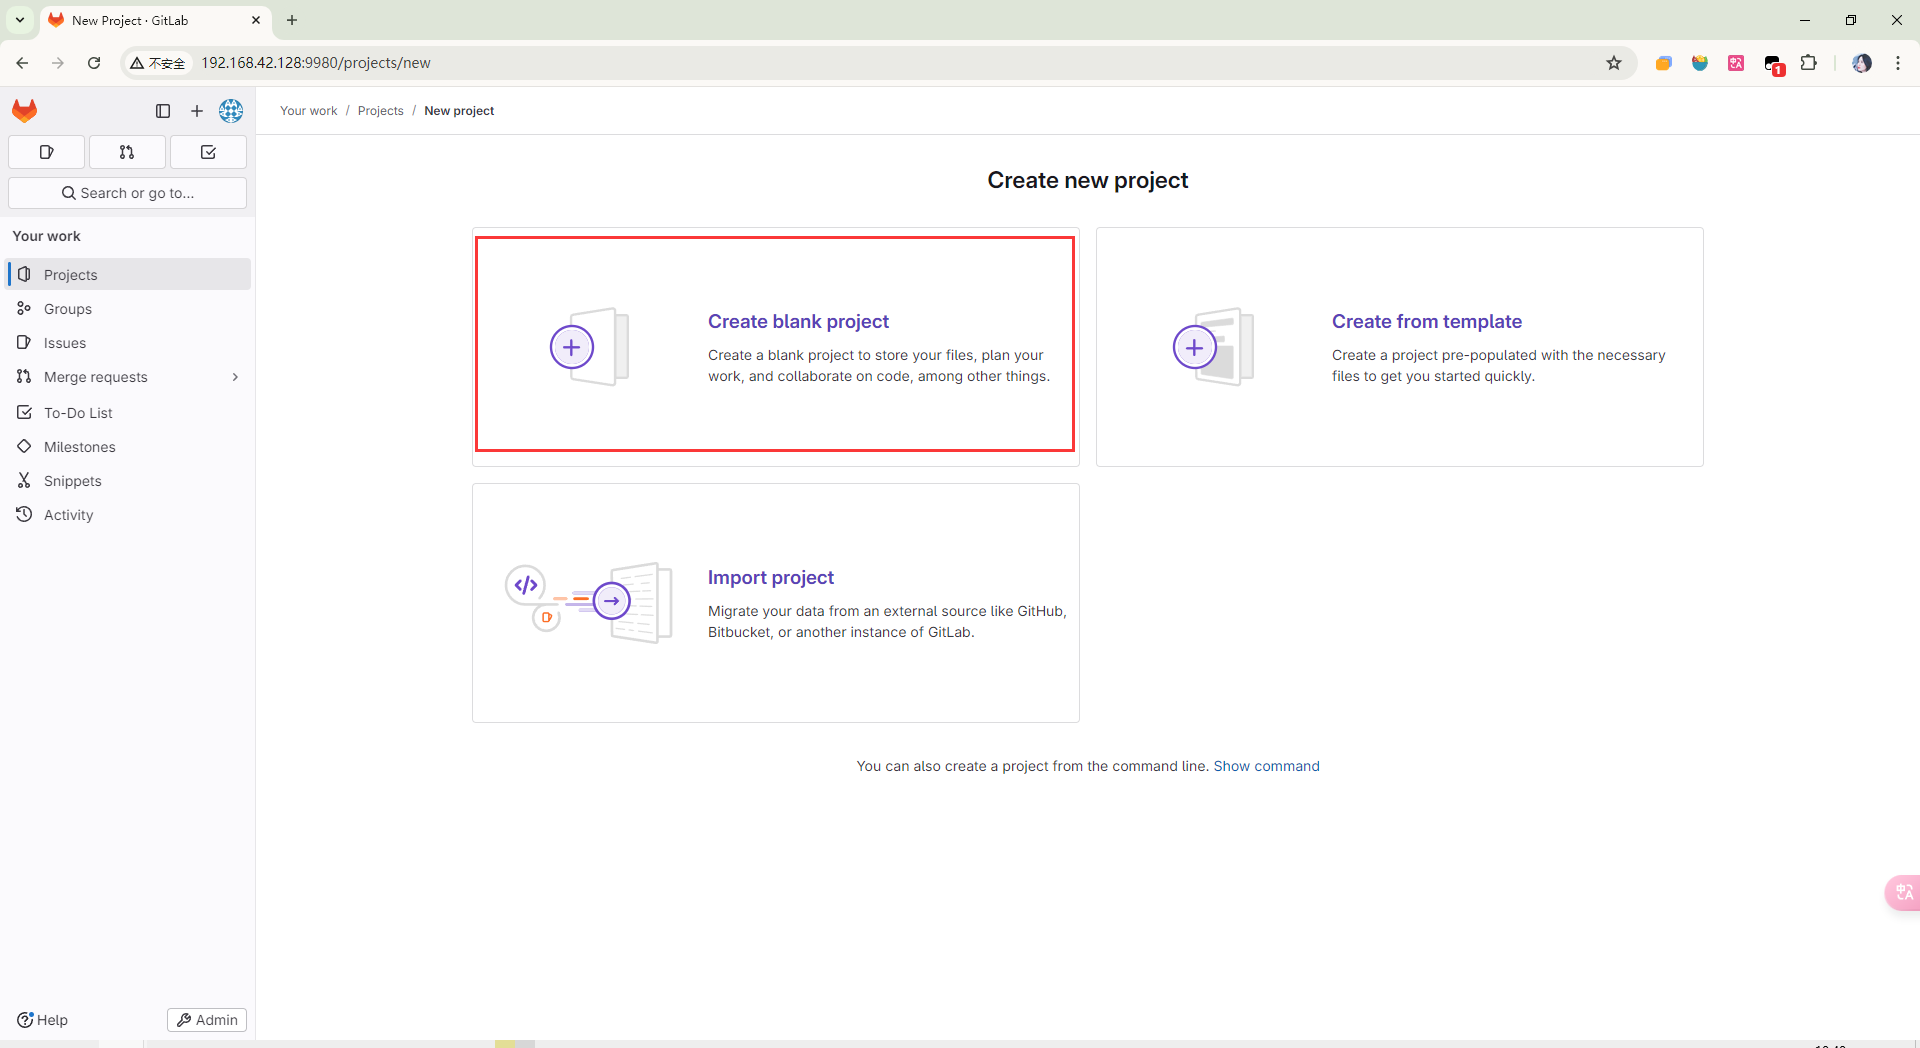 New Project · GitLab
不安全
192.168.42.128:9980/projects/new
1
Your work / Projects / New project
Search or go to...
Your work
Projects
Groups
Issues
Merge requests
To-Do List
Milestones
Snippets
Activity
Help
Admin
Create new project
Create blank project
Create a blank project to store your files, plan your
work, and collaborate on code, among other things.
Create from template
Create a project pre-populated with the necessary
files to get you started quickly.
Import project
Migrate your data from an external source like GitHub,
Bitbucket, or another instance of GitLab.
You can also create a project from the command line. Show command